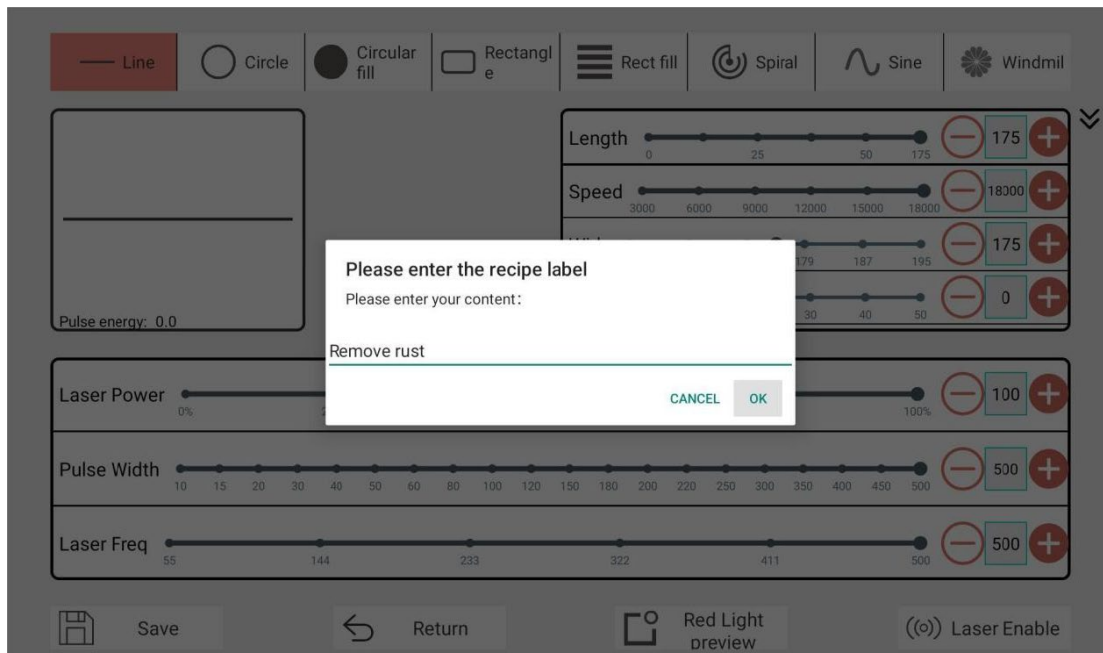 Line
Circle
Circular
fill
Rectangl
e
Rect fill
Spiral
Sine
Windmil
Length
0 25 50 175
175
Speed
3000 6000 9000 12000 15000 18000
18000
179 187 195
175
30 40 50
0
Pulse energy: 0.0
Please enter the recipe label
Please enter your content:
Remove rust
CANCEL OK
Laser Power
0% 100%
100
Pulse Width
10 15 20 30 40 50 60 80 100 120 150 180 200 220 250 300 350 400 450 500
500
Laser Freq
55 144 233 322 411 500
500
Save
Return
Red Light
preview
Laser Enable